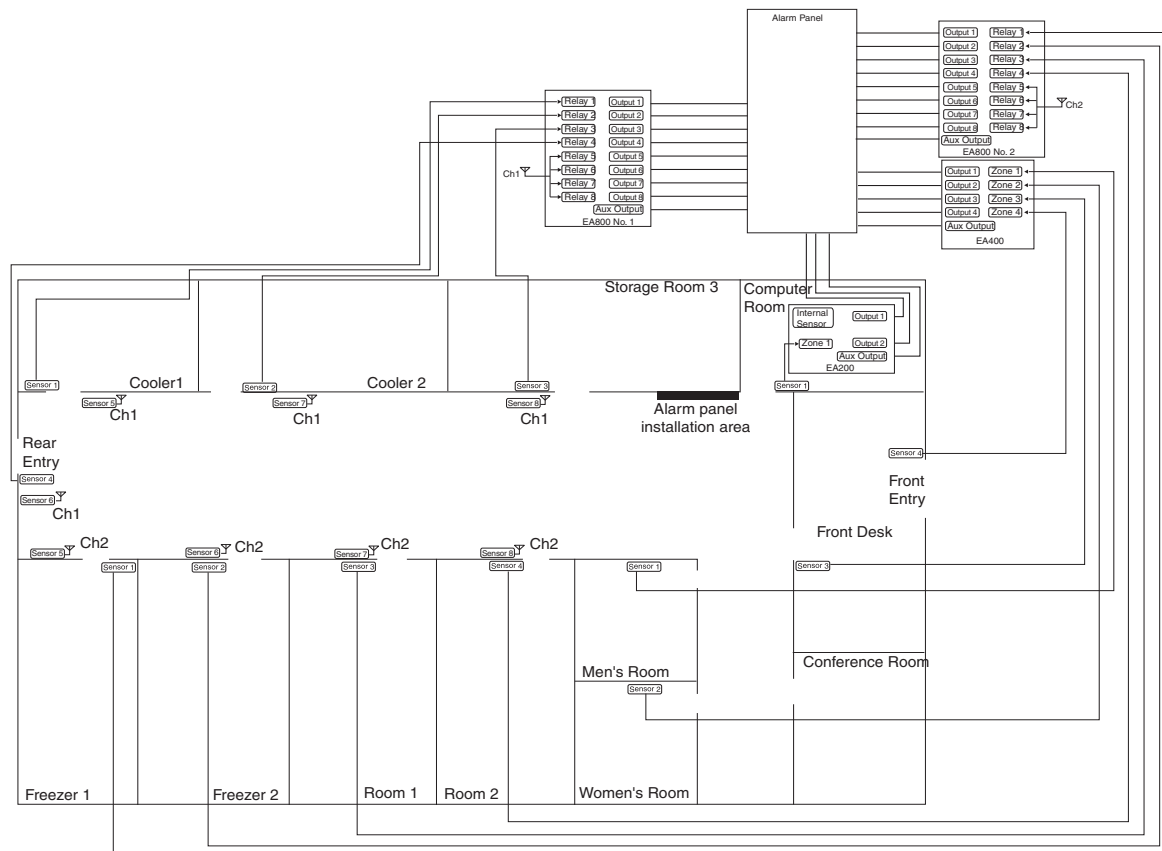 Alarm Panel
Output 1 Relay 1
Output 2 Relay 2
Output 3 Relay 3
Output 4 Relay 4
Output 5 Relay 5
Output 6 Relay 6
Output 7 Relay 7
Output 8 Relay 8
Aux Output
EA800 No. 2
Ch2
Relay 1 Output 1
Relay 2 Output 2
Relay 3 Output 3
Relay 4 Output 4
Relay 5 Output 5
Relay 6 Output 6
Relay 7 Output 7
Relay 8 Output 8
Aux Output
EA800 No. 1
Ch1
Output 1 Zone 1
Output 2 Zone 2
Output 3 Zone 3
Output 4 Zone 4
Aux Output
EA400
Storage Room 3
Computer
Room
Internal
Sensor
Output 1
Zone 1
Output 2
Aux Output
EA200
Sensor 1
Cooler1
Sensor 2
Cooler 2
Sensor 3
Sensor 1
Sensor 5
Ch1
Sensor 7
Ch1
Sensor 8
Ch1
Alarm panel
installation area
Rear
Entry
Sensor 4
Sensor 6
Ch1
Sensor 4
Front
Entry
Front Desk
Sensor 5
Ch2
Sensor 6
Ch2
Sensor 7
Ch2
Sensor 8
Ch2
Sensor 1
Sensor 2
Sensor 3
Sensor 4
Sensor 1
Sensor 3
Men's Room
Sensor 2
Conference Room
Freezer 1
Freezer 2
Room 1
Room 2
Women's Room